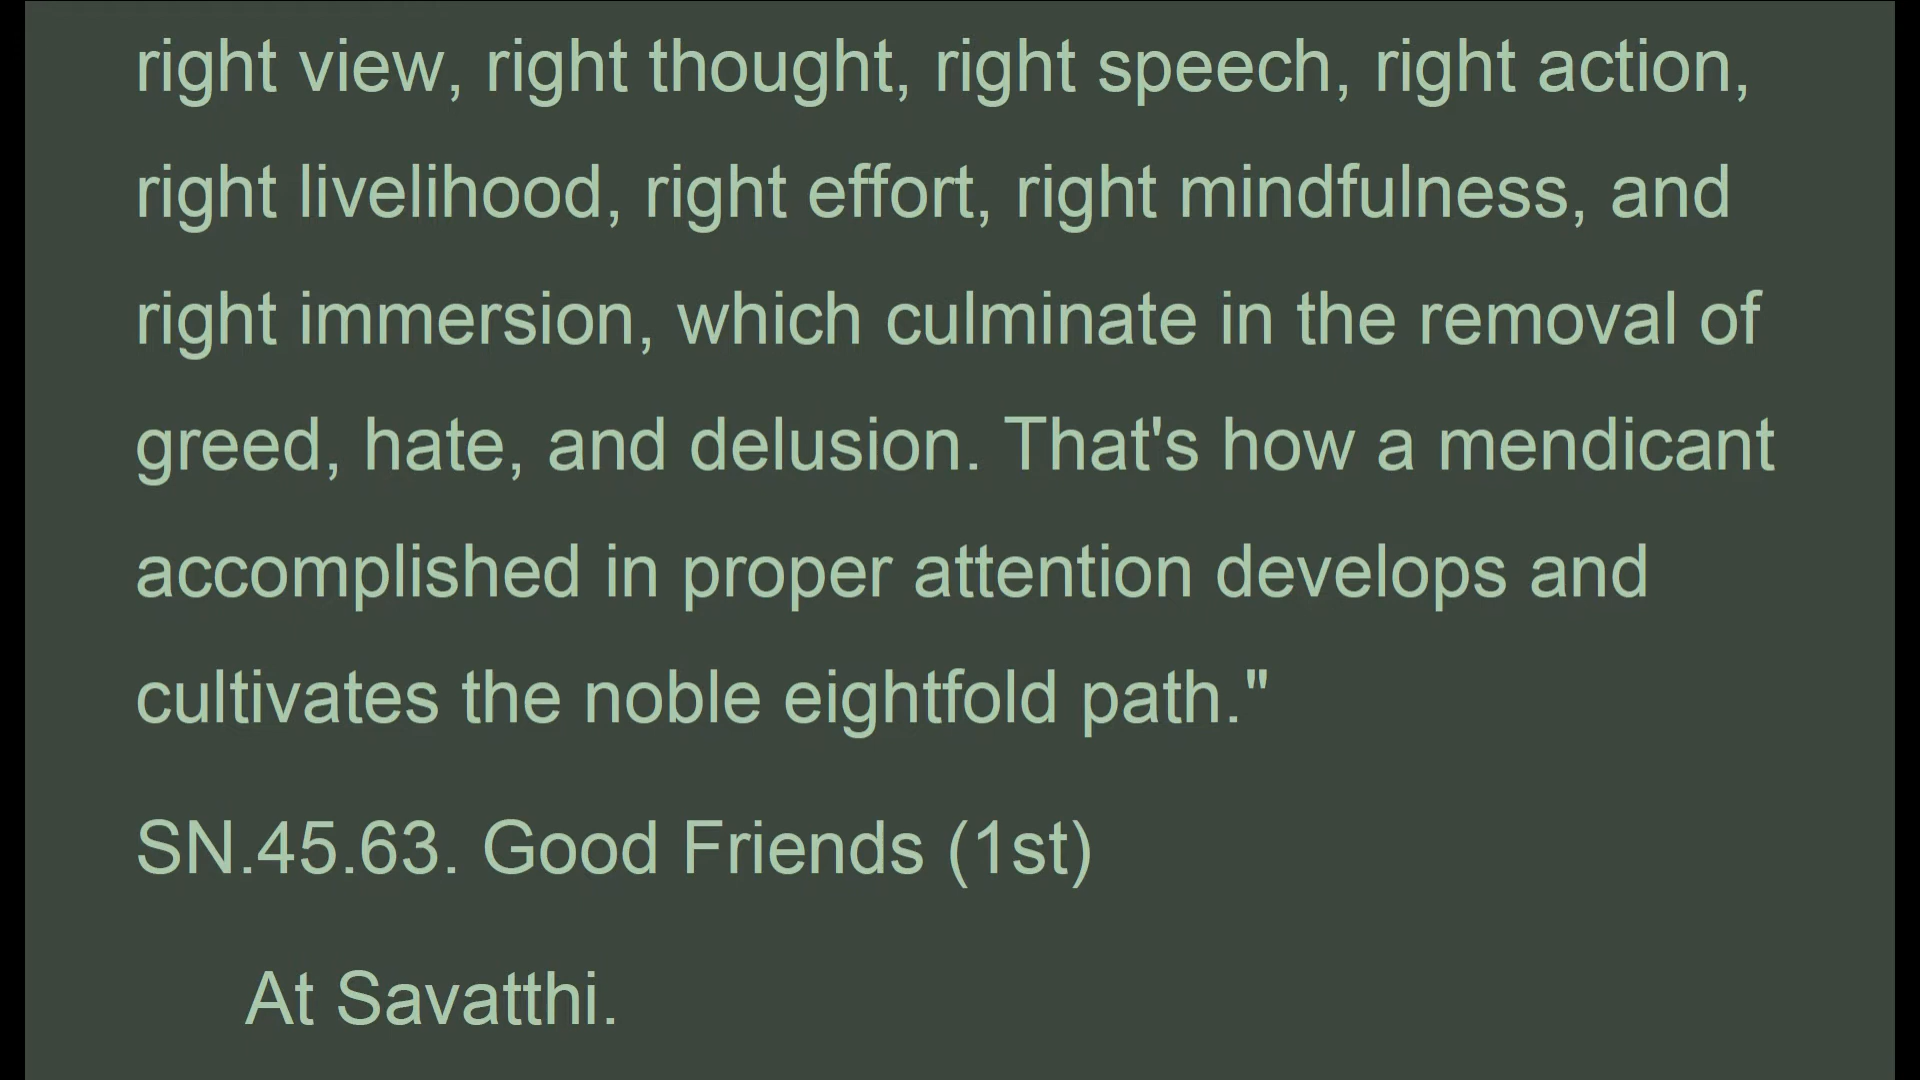 right view, right thought, right speech, right action,
right livelihood, right effort, right mindfulness, and
right immersion, which culminate in the removal of
greed, hate, and delusion. That's how a mendicant
accomplished in proper attention develops and
cultivates the noble eightfold path."
SN.45.63. Good Friends (1st)
At Savatthi.